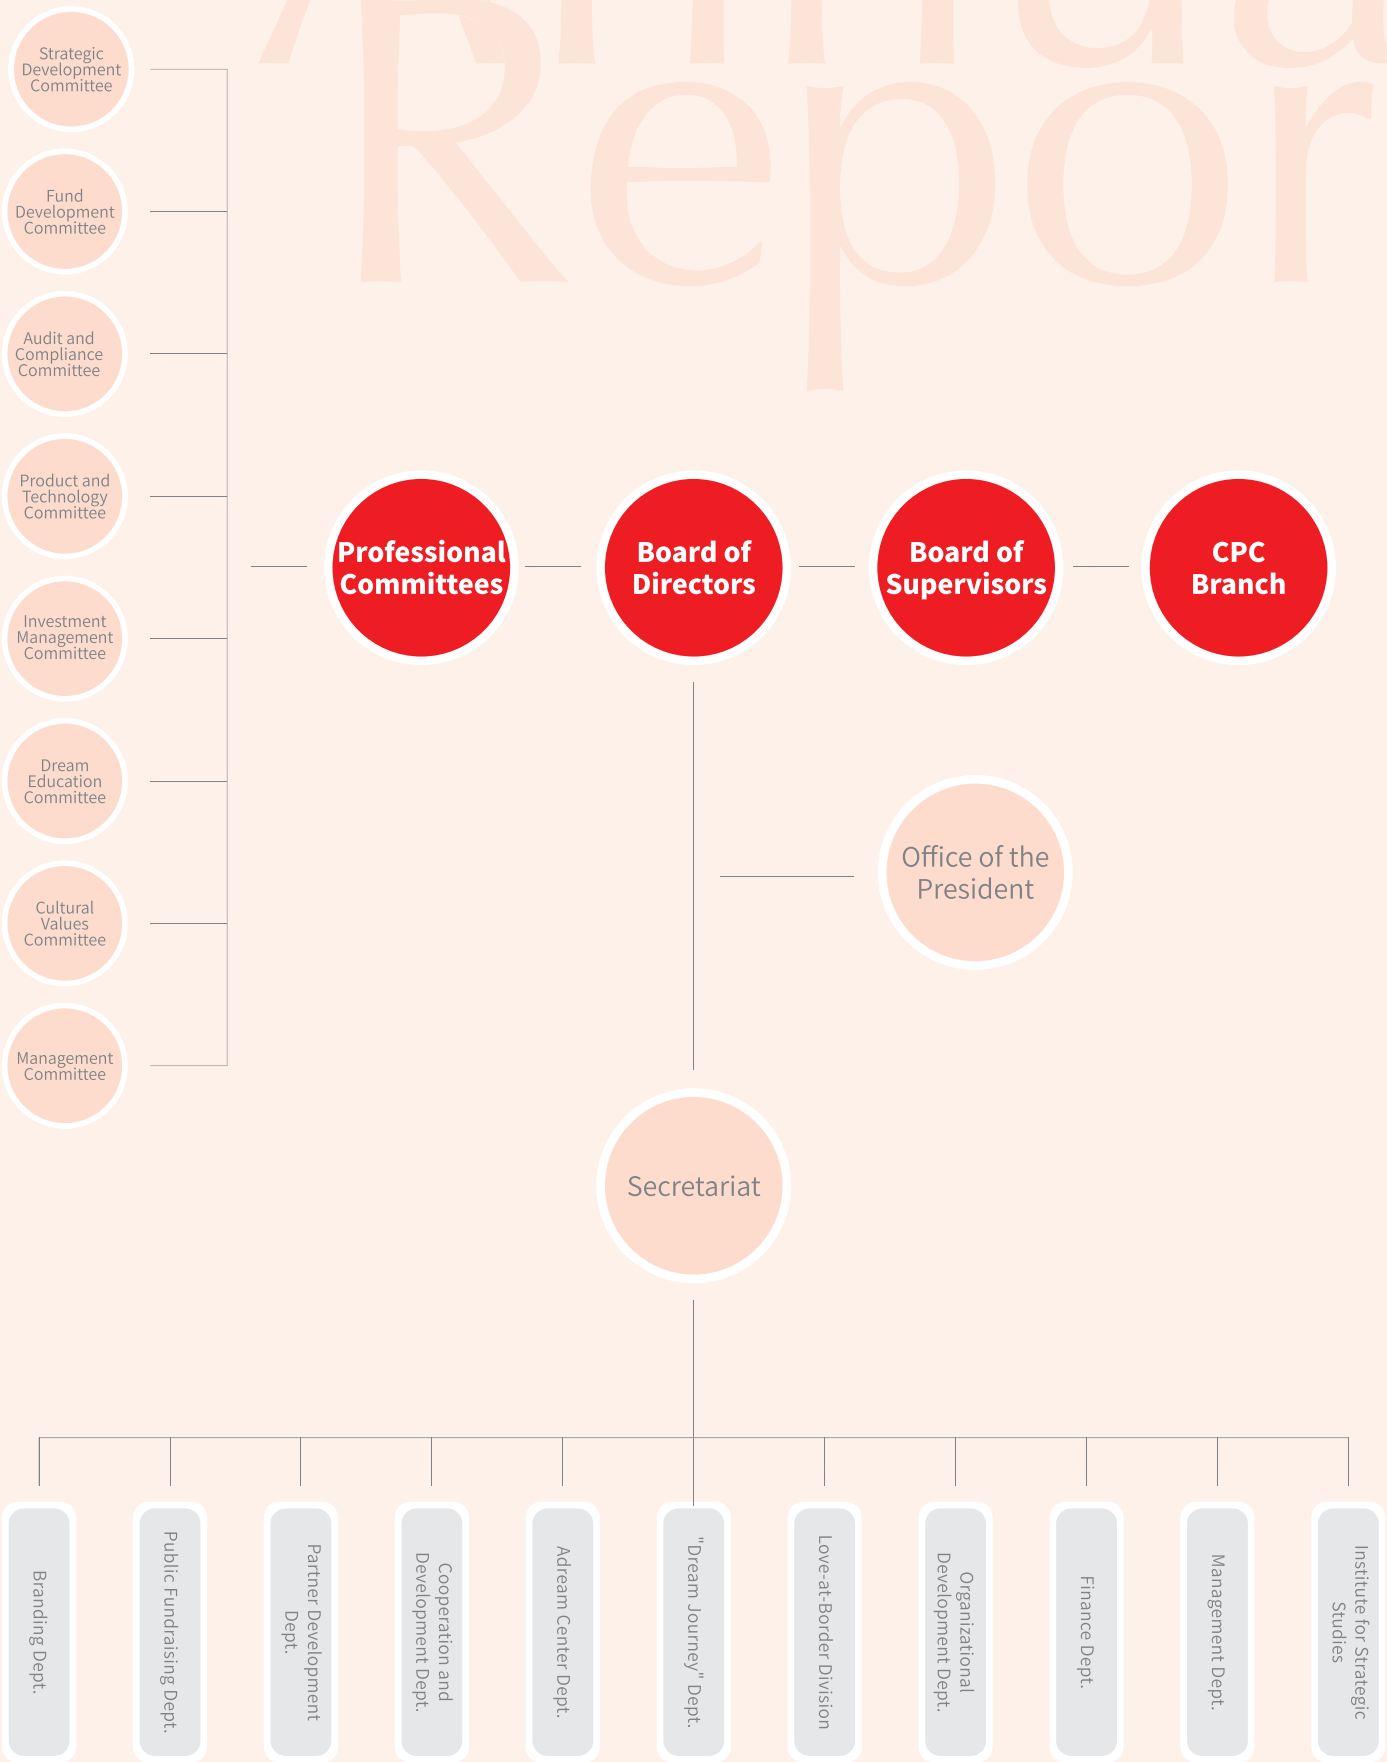 Annua
Repor
Strategic
Development
Committee
Fund
Development
Committee
Audit and
Compliance
Committee
Product and
Technology
Committee
Investment
Management
Committee
Dream
Education
Committee
Cultural
Values
Committee
Management
Committee
Professional
Committees
Board of
Directors
Board of
Supervisors
CPC
Branch
Office of the
President
Secretariat
Branding Dept.
Public Fundraising Dept.
Partner Development
Dept.
Cooperation and
Development Dept.
Adream Center Dept.
"Dream Journey" Dept.
Love-at-Border Division
Organizational
Development Dept.
Finance Dept.
Management Dept.
Institute for Strategic
Studies